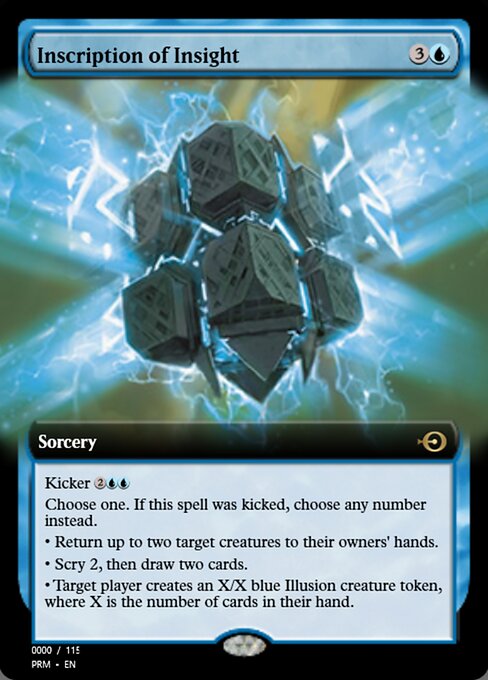 Inscription of Insight 3
Sorcery
Kicker 2
Choose one. If this spell was kicked, choose any number
instead.
• Return up to two target creatures to their owners' hands.
• Scry 2, then draw two cards.
• Target player creates an X/X blue Illusion creature token,
where X is the number of cards in their hand.
0000 / 115
PRM • EN